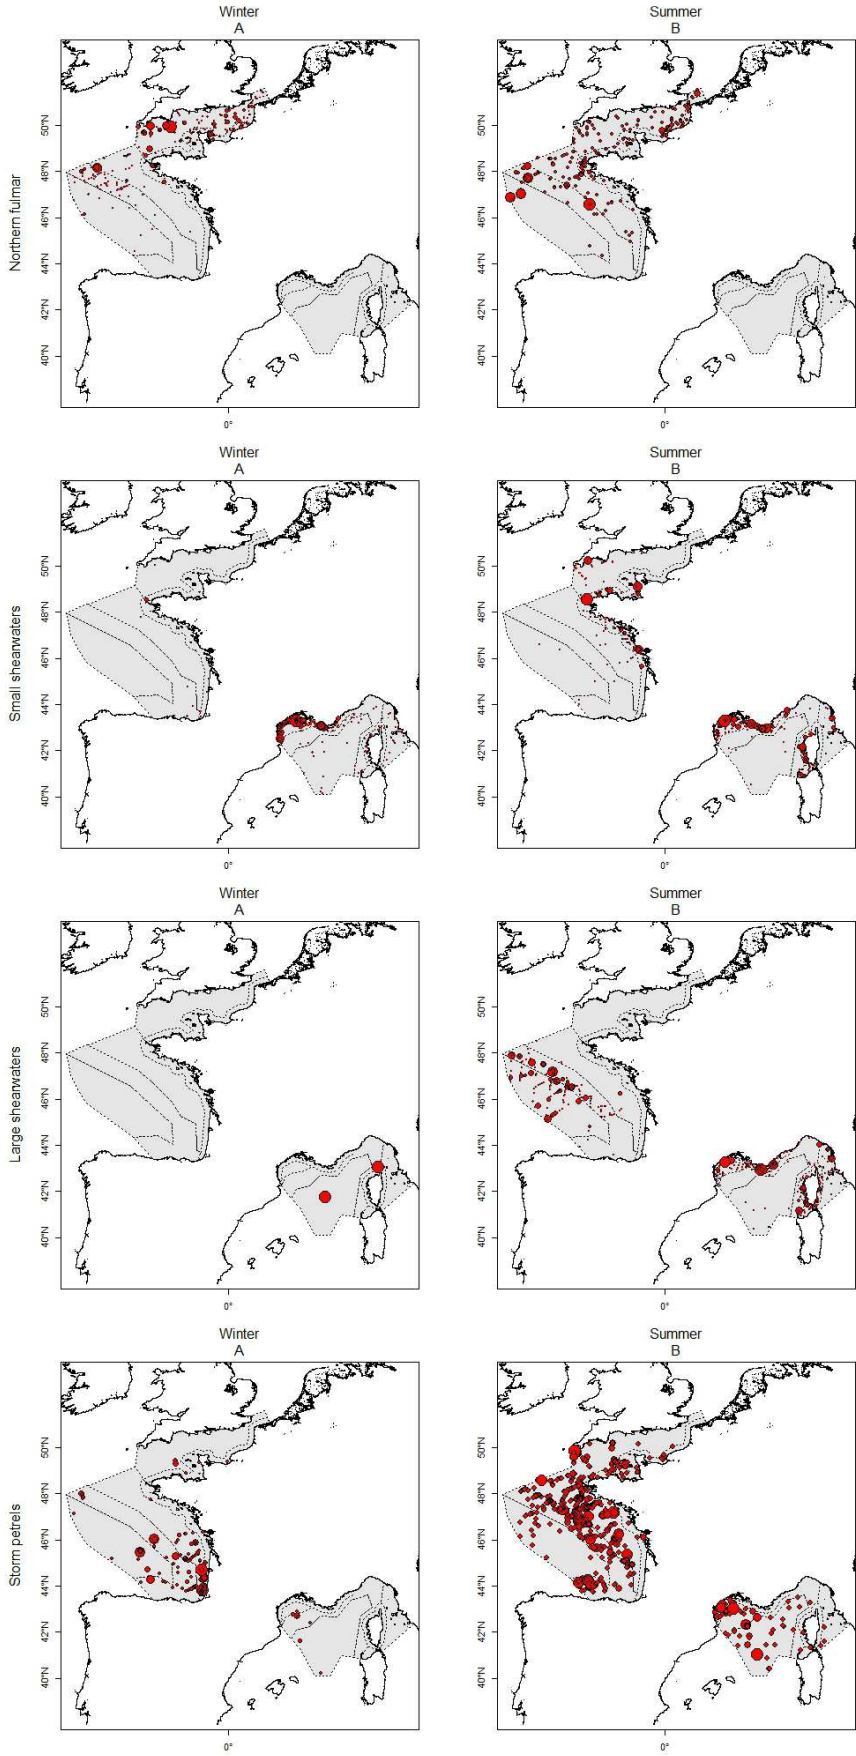 Winter
A
Summer
B
Northern fulmar
50°N
48°N
46°N
44°N
42°N
40°N
0°
50°N
48°N
46°N
44°N
42°N
40°N
0°
Winter
A
Summer
B
Small shearwaters
50°N
48°N
46°N
44°N
42°N
40°N
0°
50°N
48°N
46°N
44°N
42°N
40°N
0°
Winter
A
Summer
B
Large shearwaters
50°N
48°N
46°N
44°N
42°N
40°N
0°
50°N
48°N
46°N
44°N
42°N
40°N
0°
Winter
A
Summer
B
Storm petrels
50°N
48°N
46°N
44°N
42°N
40°N
0°
50°N
48°N
46°N
44°N
42°N
40°N
0°